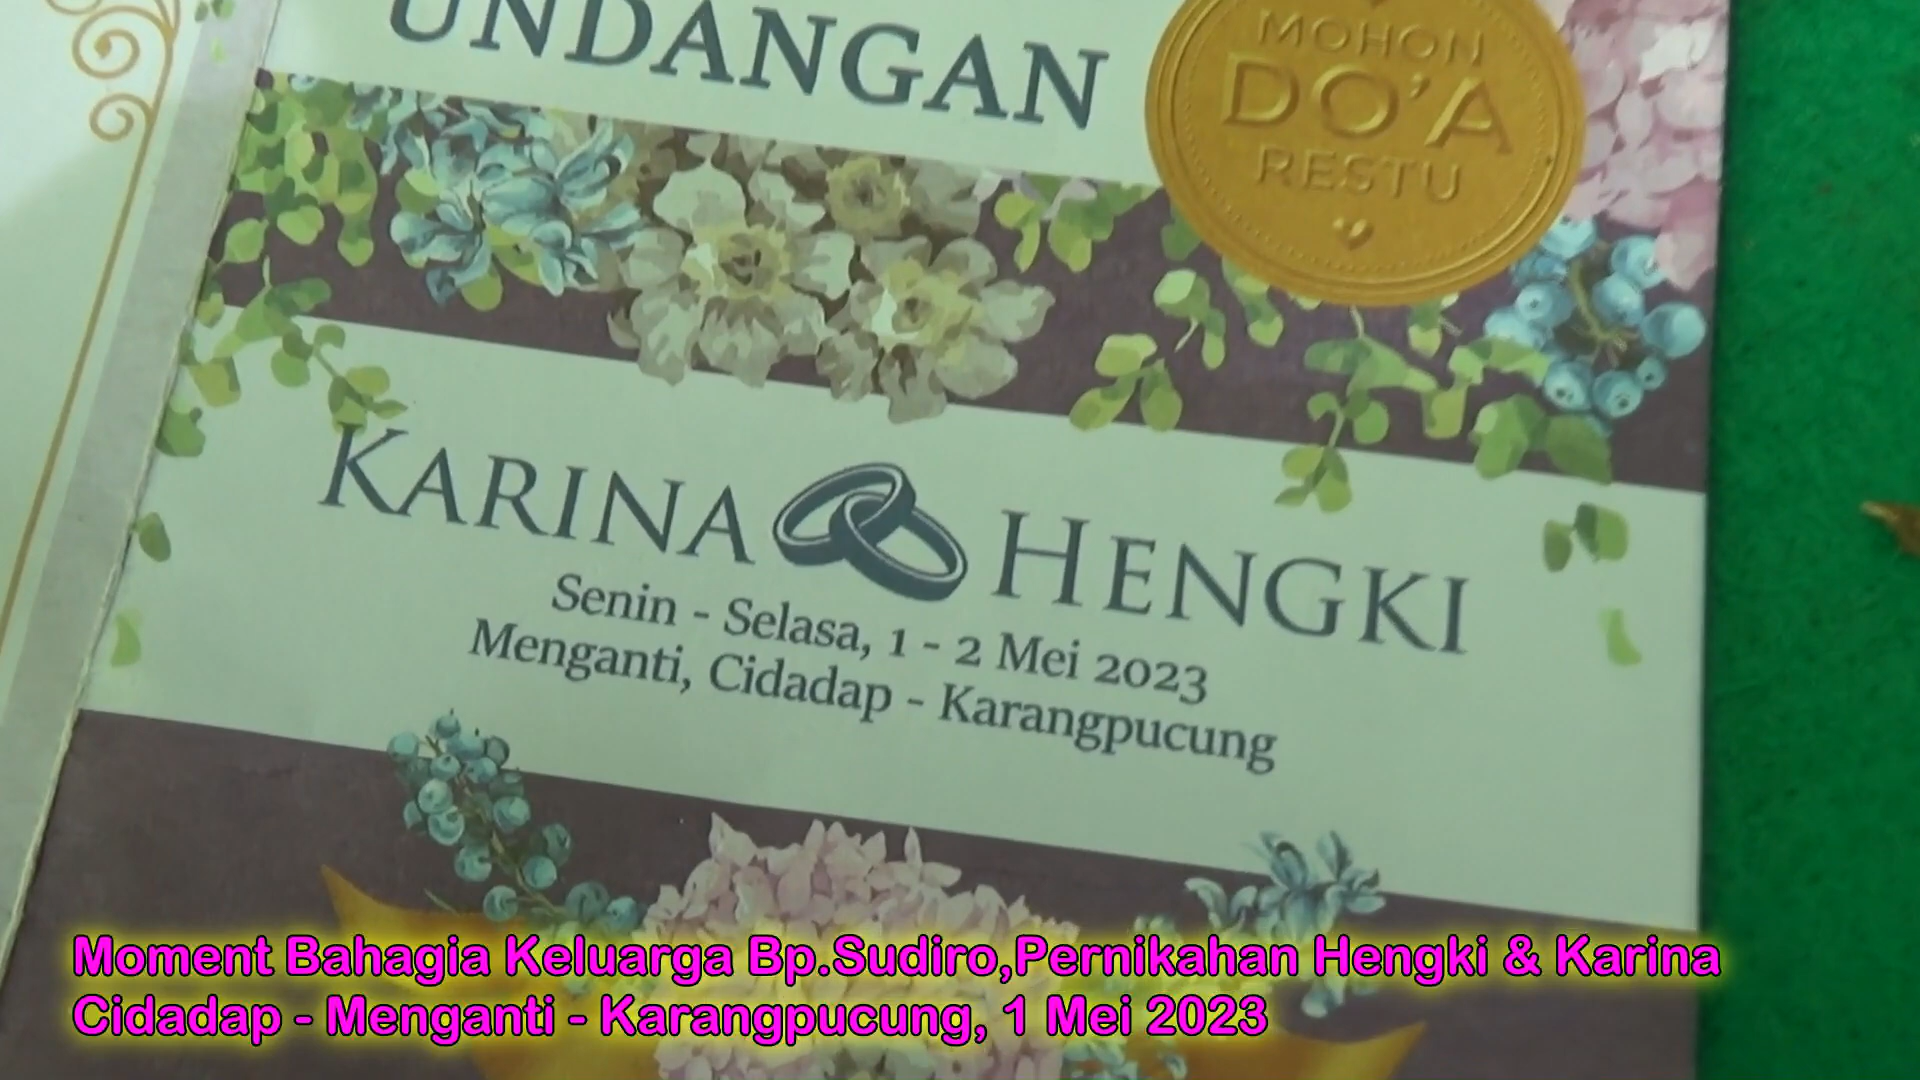 UNDANGAN
MOHON
DO'A
RESTU
KARINA HENGKI
Senin - Selasa, 1 - 2 Mei 2023
Menganti, Cidadap - Karangpucung
Moment Bahagia Keluarga Bp.Sudiro,Pernikahan Hengki & Karina
Cidadap - Menganti - Karangpucung, 1 Mei 2023